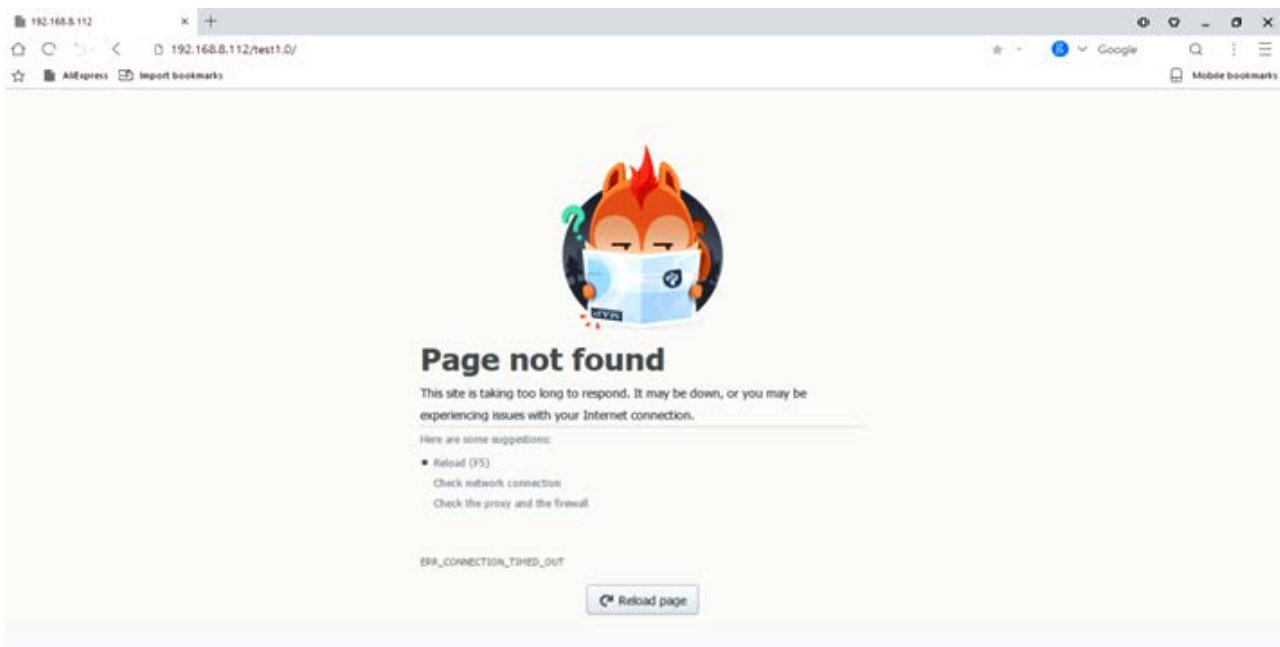 192.168.8.112
192.168.8.112/test1.0/
Google
AliExpress Import bookmarks
Mobile bookmarks
MAP
Page not found
This site is taking too long to respond. It may be down, or you may be
experiencing issues with your Internet connection.
Here are some suggestions:
Reload (F5)
Check network connection
Check the proxy and the firewall
ERR_CONNECTION_TIMED_OUT
Reload page